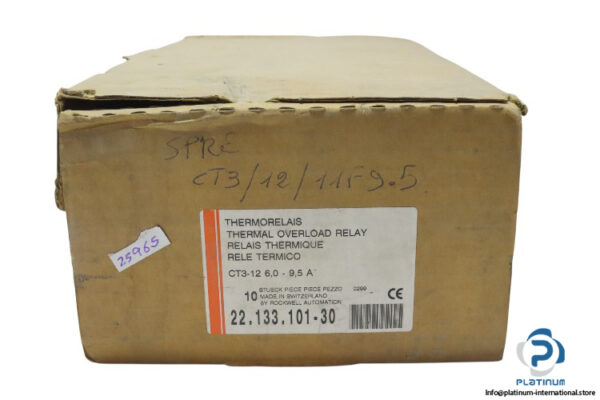 SPRE
CT3/12/11F9.5
25965
THERMORELAIS
THERMAL OVERLOAD RELAY
RELAIS THERMIQUE
RELE TERMICO
CT3-12 6,0 - 9,5 A
10 STUECK PIECE PIECE PEZZO 0299
MADE IN SWITZERLAND
BY ROCKWELL AUTOMATION
CE
22.133.101-30
PLATINUM
Info@platinum-international.store